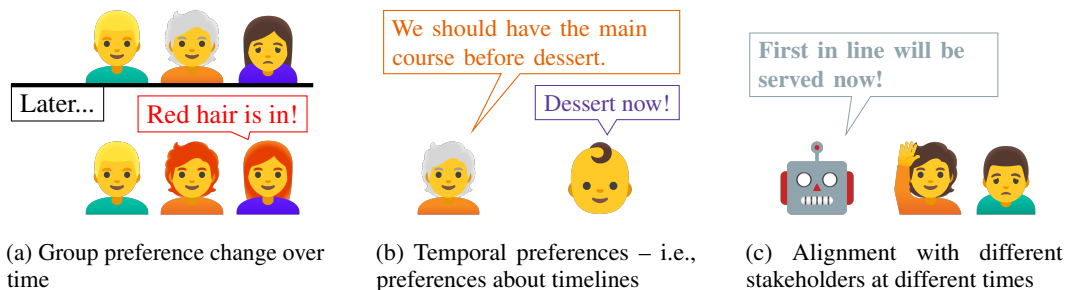 Later...
Red hair is in!
(a) Group preference change over
time
We should have the main
course before dessert.
Dessert now!
(b) Temporal preferences – i.e.,
preferences about timelines
First in line will be
served now!
(c) Alignment with different
stakeholders at different times